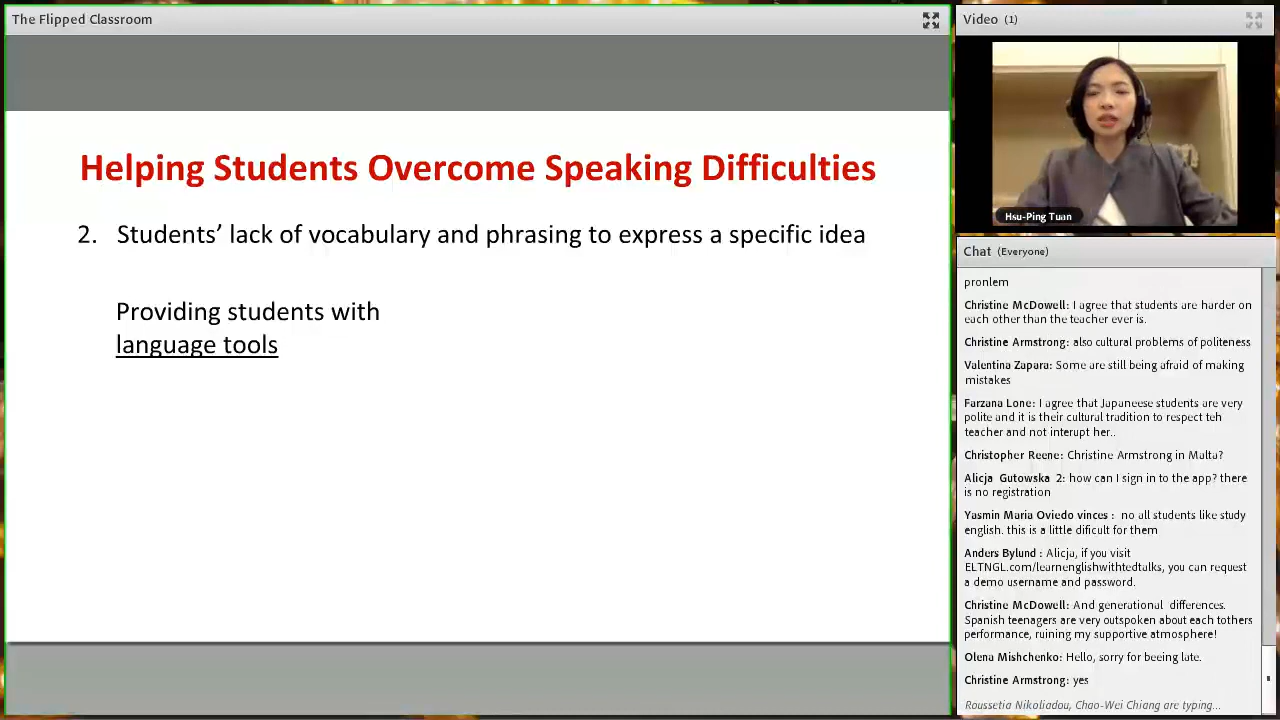 The Flipped Classroom
Helping Students Overcome Speaking Difficulties
2. Students’ lack of vocabulary and phrasing to express a specific idea
Providing students with
language tools
Video (1)
Hsu-Ping Tuan
Chat (Everyone)
pronlem
Christine McDowell: I agree that students are harder on
each other than the teacher ever is.
Christine Armstrong: also cultural problems of politeness
Valentina Zapara: Some are still being afraid of making
mistakes
Farzana Lone: I agree that Japaneese students are very
polite and it is their cultural tradition to respect teh
teacher and not interupt her..
Christopher Reene: Christine Armstrong in Malta?
Alicja Gutowska 2: how can I sign in to the app? there
is no registration
Yasmin Maria Oviedo vinces : no all students like study
english. this is a little dificult for them
Anders Bylund : Alicja, if you visit
ELTNGL.com/learnenglishwithtedtalks, you can request
a demo username and password.
Christine McDowell: And generational differences.
Spanish teenagers are very outspoken about each tothers
performance, ruining my supportive atmosphere!
Olena Mishchenko: Hello, sorry for beeing late.
Christine Armstrong: yes
Roussetia Nikoliadou, Chao-Wei Chiang are typing...